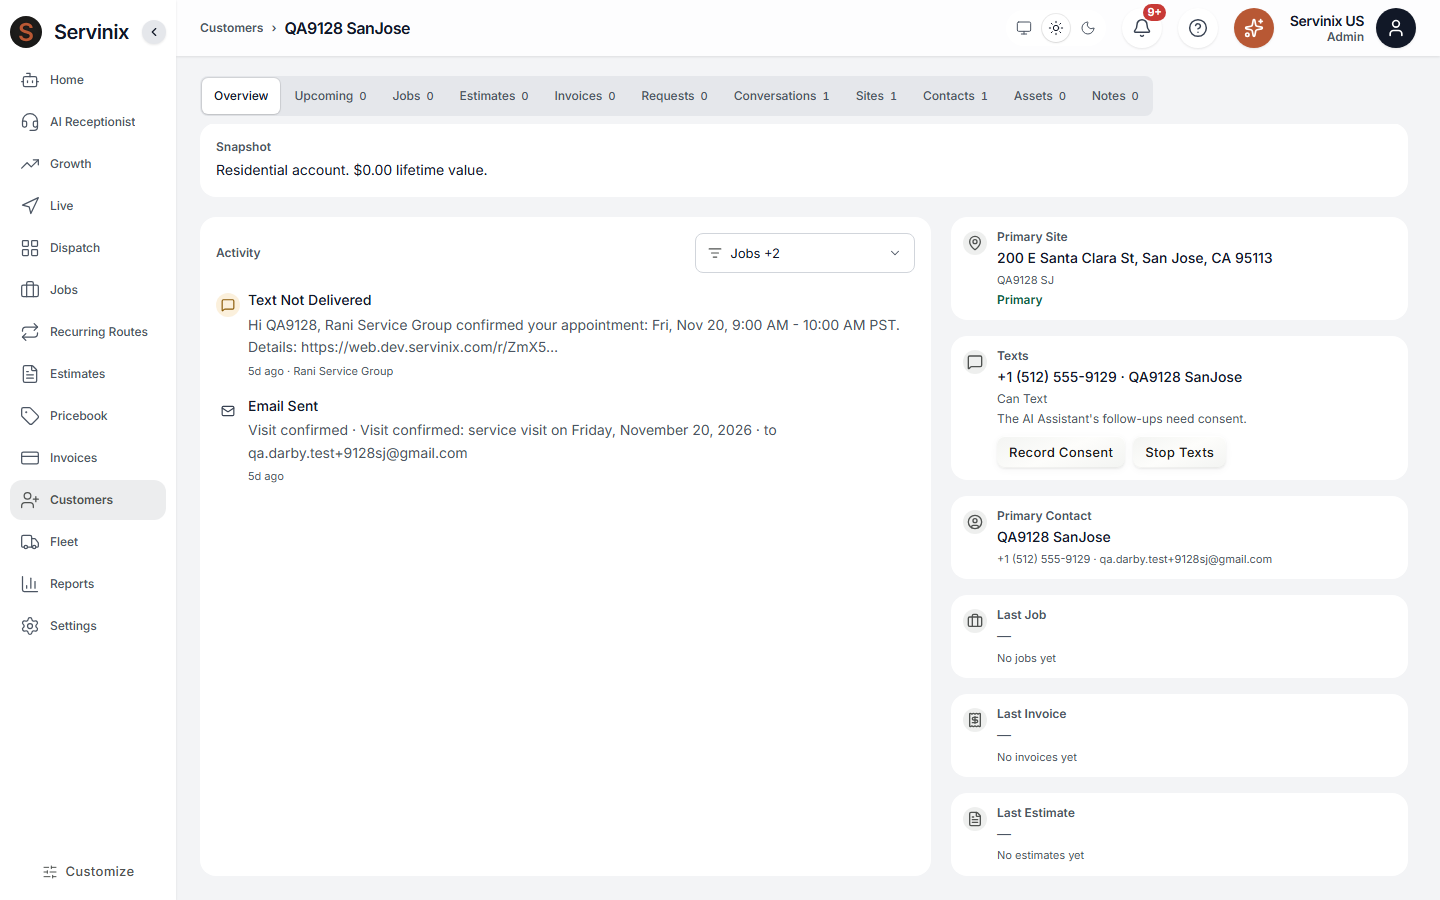 S Servinix
Home
AI Receptionist
Growth
Live
Dispatch
Jobs
Recurring Routes
Estimates
Pricebook
Invoices
Customers
Fleet
Reports
Settings
Customize
Customers › QA9128 SanJose
9+
Servinix US
Admin
Overview
Upcoming 0
Jobs 0
Estimates 0
Invoices 0
Requests 0
Conversations 1
Sites 1
Contacts 1
Assets 0
Notes 0
Snapshot
Residential account. $0.00 lifetime value.
Activity
Jobs +2
Text Not Delivered
Hi QA9128, Rani Service Group confirmed your appointment: Fri, Nov 20, 9:00 AM - 10:00 AM PST.
Details: https://web.dev.servinix.com/r/ZmX5...
5d ago · Rani Service Group
Email Sent
Visit confirmed · Visit confirmed: service visit on Friday, November 20, 2026 · to
qa.darby.test+9128sj@gmail.com
5d ago
Primary Site
200 E Santa Clara St, San Jose, CA 95113
QA9128 SJ
Primary
Texts
+1 (512) 555-9129 · QA9128 SanJose
Can Text
The AI Assistant's follow-ups need consent.
Record Consent
Stop Texts
Primary Contact
QA9128 SanJose
+1 (512) 555-9129 · qa.darby.test+9128sj@gmail.com
Last Job
—
No jobs yet
Last Invoice
—
No invoices yet
Last Estimate
—
No estimates yet